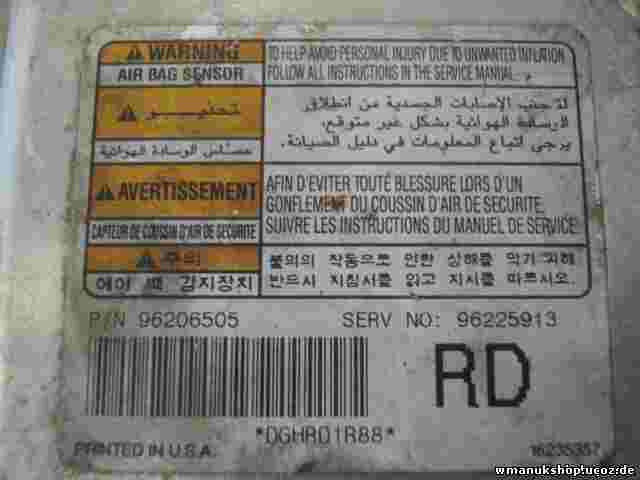 WARNING
AIR BAG SENSOR
TO HELP AVOID PERSONAL INJURY DUE TO UNWANTED INFLATION
FOLLOW ALL INSTRUCTIONS IN THE SERVICE MANUAL.
تحذير
حساس الوسادة الهوائية
لتجنب الإصابات الجسدية من انطلاق
الوسادة الهوائية بشكل غير متوقع،
يرجى اتباع المعلومات في دليل الصيانة.
AVERTISSEMENT
CAPTEUR DE COUSSIN D'AIR DE SECURITE
AFIN D'EVITER TOUTE BLESSURE LORS D'UN
GONFLEMENT DU COUSSIN D'AIR DE SECURITE,
SUIVRE LES INSTRUCTIONS DU MANUEL DE SERVICE
주의
에어 백 감지장치
불의의 작동으로 인한 상해를 막기 위해
반드시 지침서를 읽고 지시를 따르시오.
P/N 96206505
SERV NO: 96225913
RD
*DGHRD1R88*
PRINTED IN U.S.A.
16235357
wmanukshop.ucoz.de